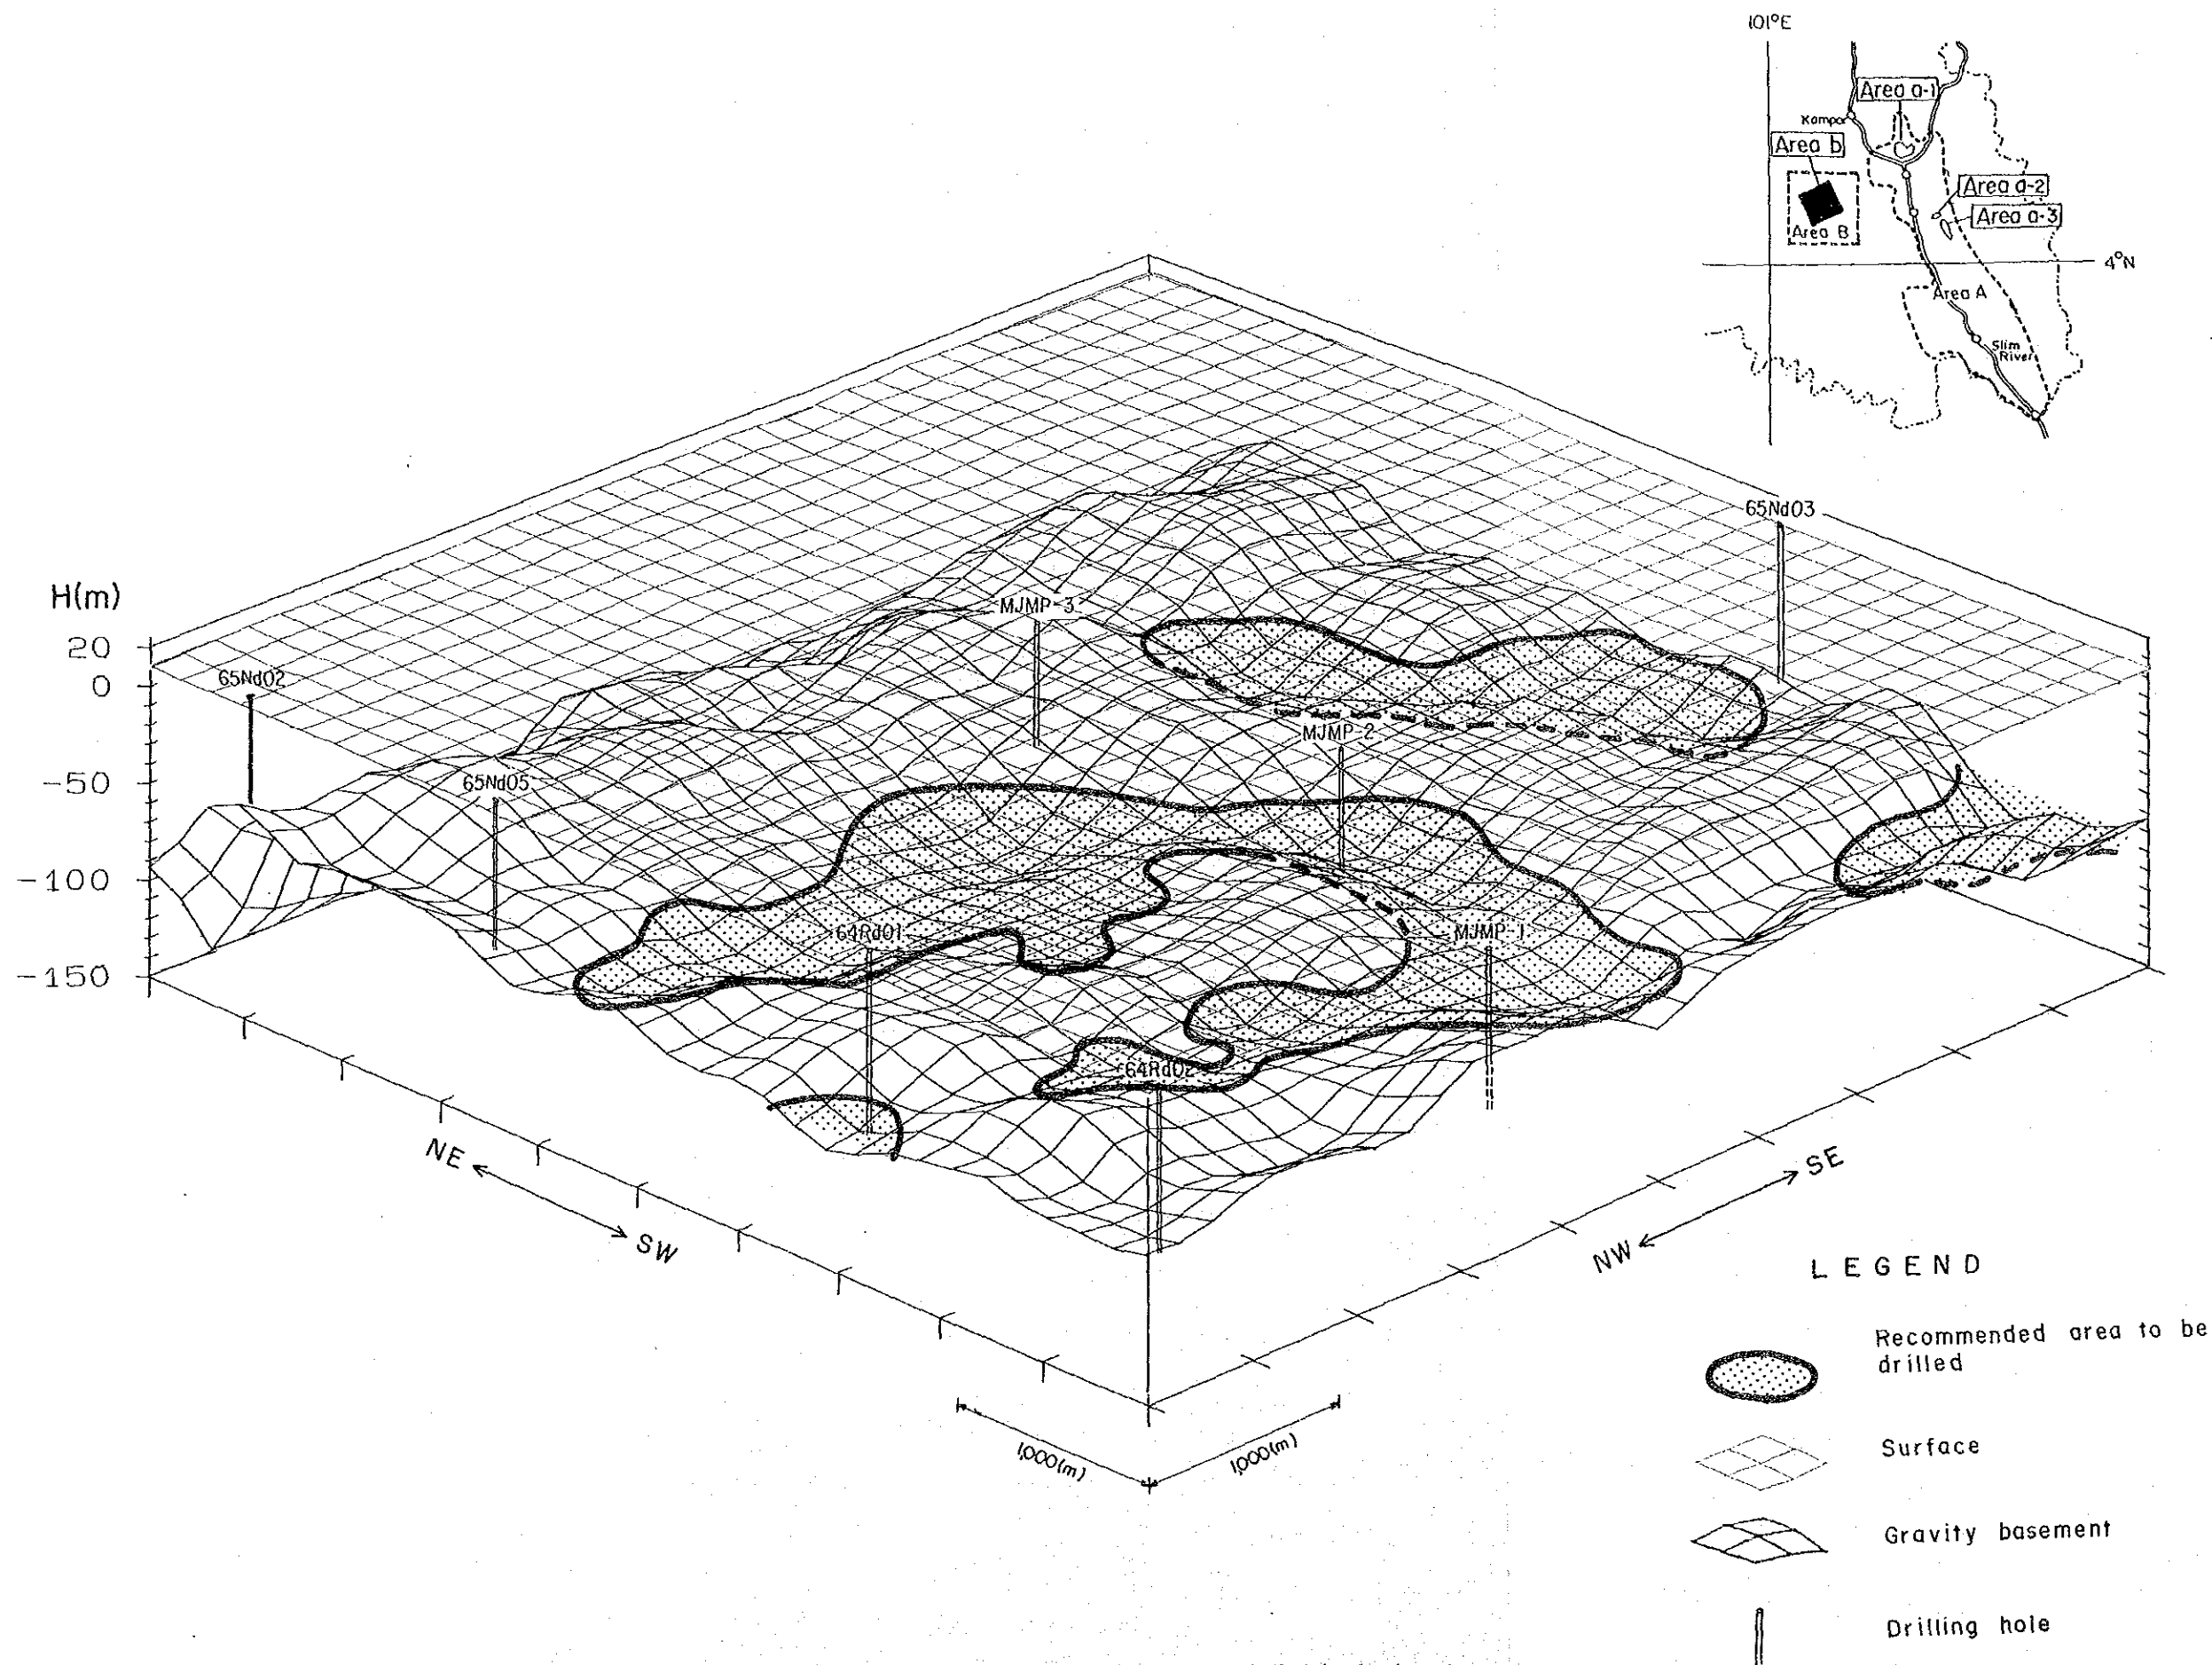 101°E
Area a-1
Kampar
Area b
Area a-2
Area a-3
Area B
4°N
Area A
Slim
River
65Nd03
H(m)
20
0
-50
-100
-150
65Nd02
MJMP-3
65Nd05
MJMP-2
64Rd01
MJMP-1
64Rd02
NE
SW
NW
SE
1,000(m)
1,000(m)
LEGEND
Recommended area to be
drilled
Surface
Gravity basement
Drilling hole